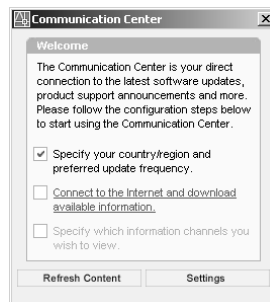 Communication Center
Welcome
The Communication Center is your direct
connection to the latest software updates,
product support announcements and more.
Please follow the configuration steps below
to start using the Communication Center.
Specify your country/region and
preferred update frequency.
Connect to the Internet and download
available information.
Specify which information channels you
wish to view.
Refresh Content
Settings